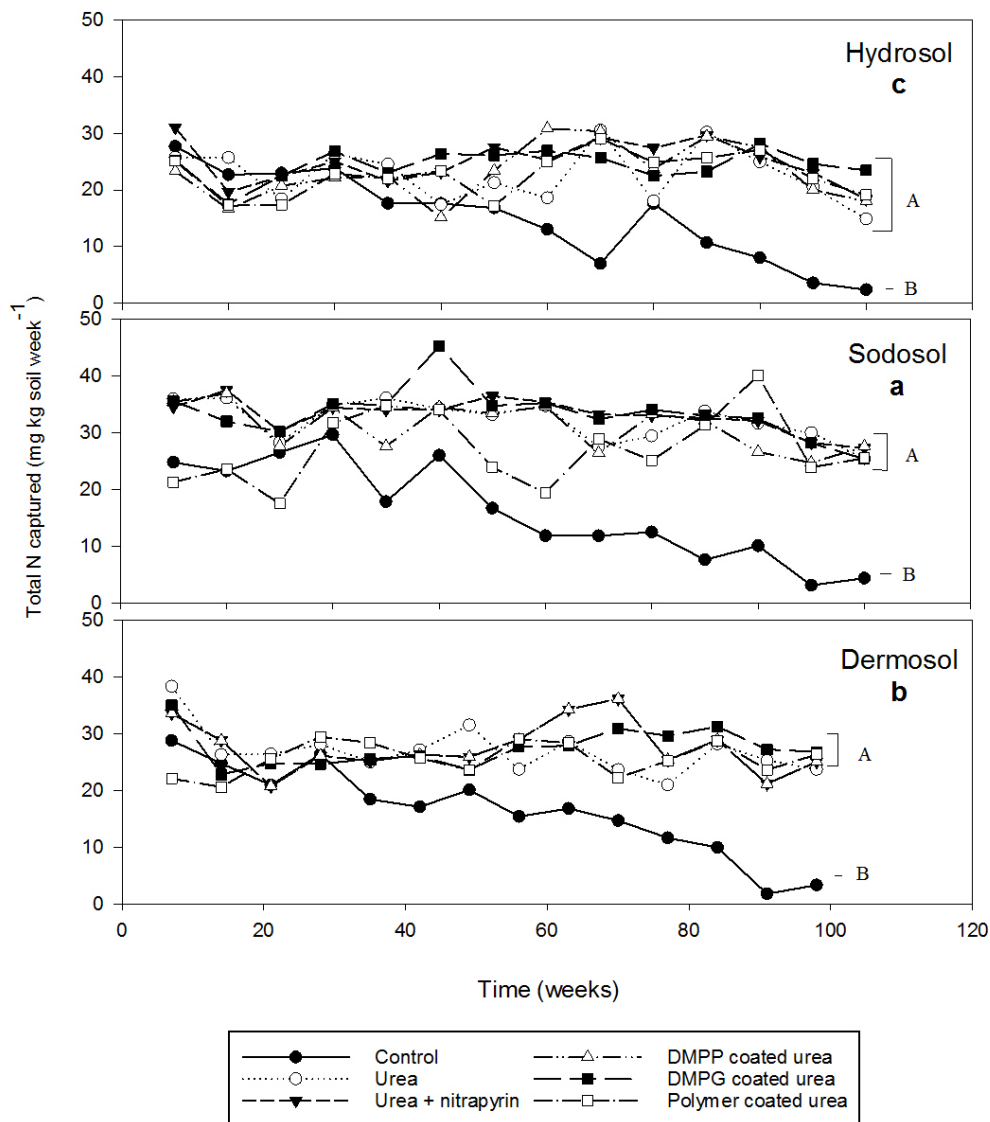 50
40
30
20
10
0
Hydrosol
c
A
B
50
40
30
20
10
0
Sodosol
a
A
B
50
40
30
20
10
0
Dermosol
b
A
B
Total N captured (mg kg soil week⁻¹)
0 20 40 60 80 100 120
Time (weeks)
Control
Urea
Urea + nitrapyrin
DMPP coated urea
DMPG coated urea
Polymer coated urea